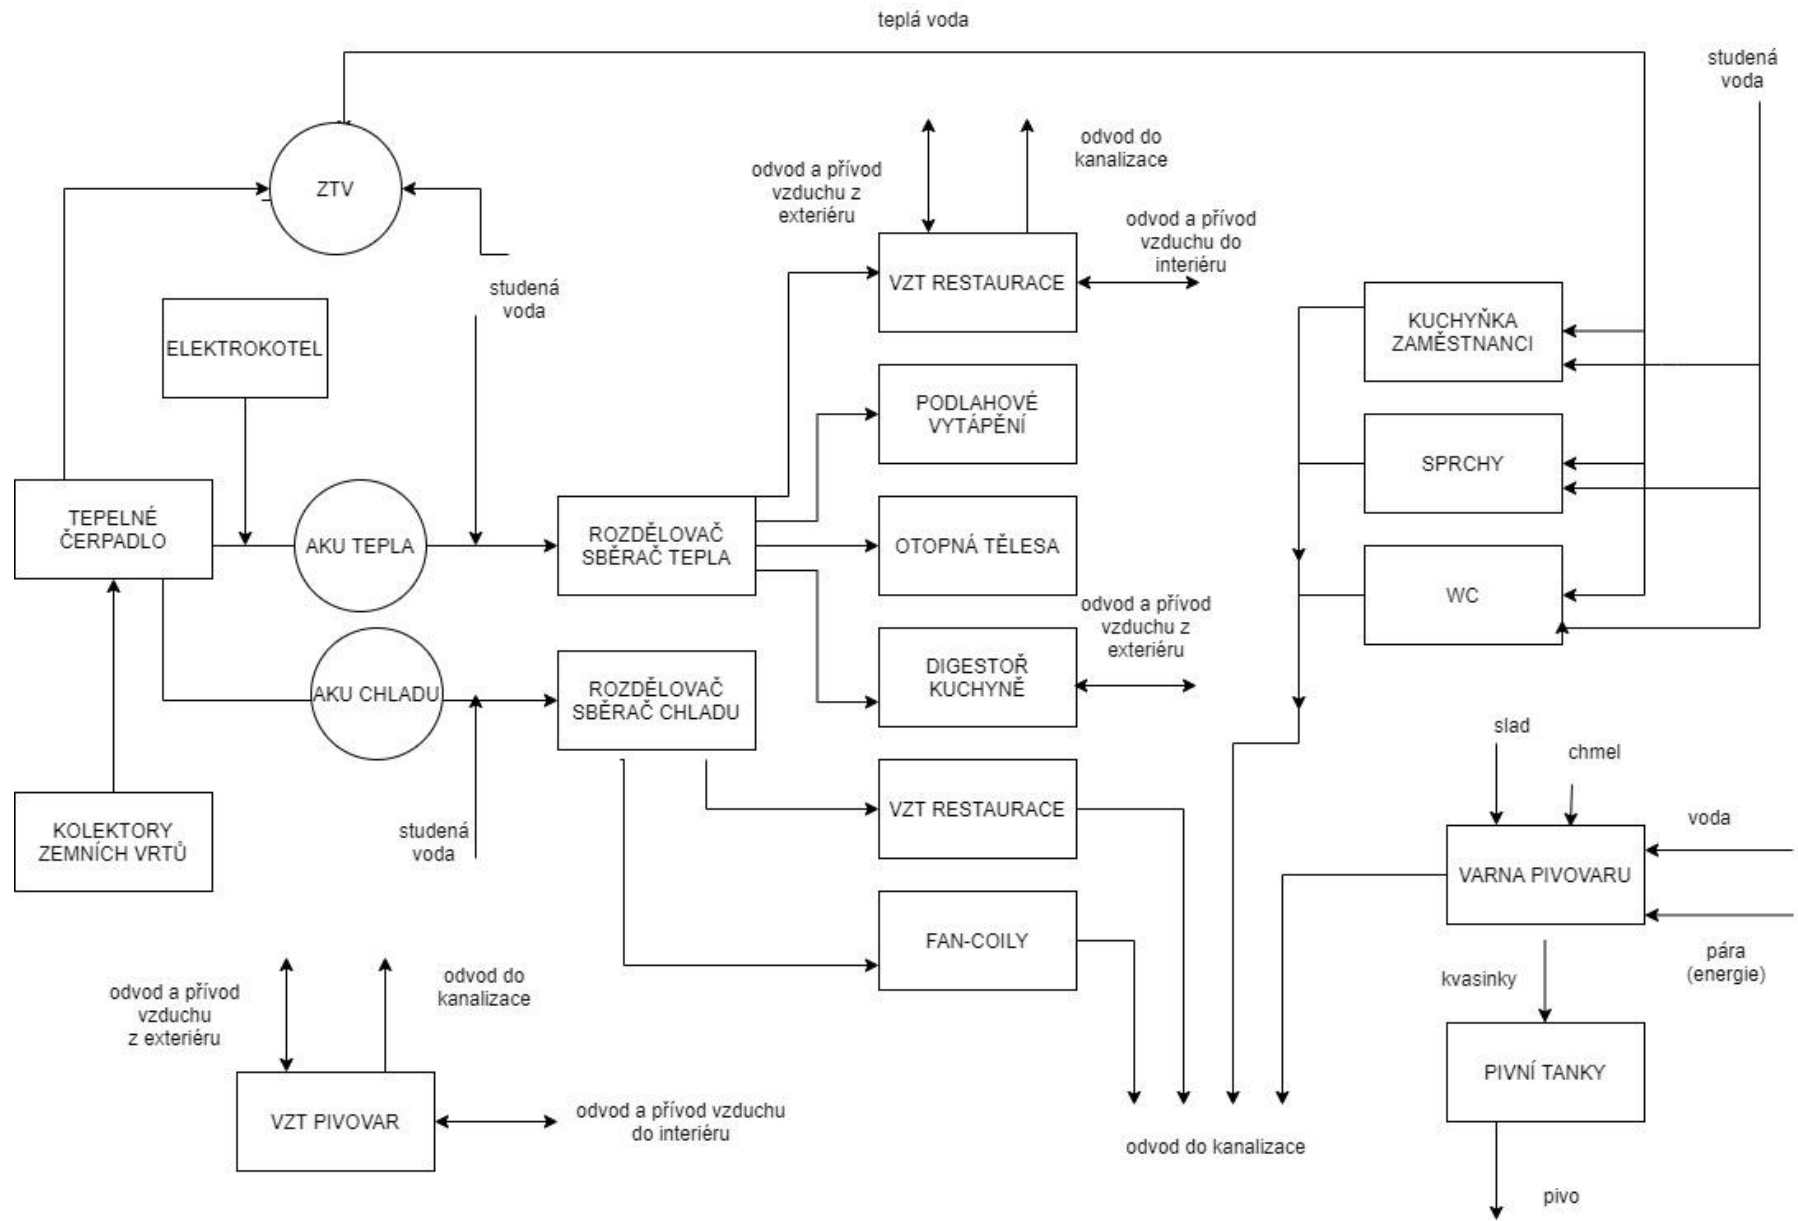 teplá voda
studená
voda
ZTV
odvod a přívod
vzduchu z
exteriéru
odvod do
kanalizace
odvod a přívod
vzduchu do
interiéru
VZT RESTAURACE
studená
voda
ELEKTROKOTEL
KUCHYŇKA
ZAMĚSTNANCI
PODLAHOVÉ
VYTÁPĚNÍ
SPRCHY
TEPELNÉ
ČERPADLO
AKU TEPLA
ROZDĚLOVAČ
SBĚRAČ TEPLA
OTOPNÁ TĚLESA
WC
odvod a přívod
vzduchu z
exteriéru
DIGESTOŘ
KUCHYNĚ
AKU CHLADU
ROZDĚLOVAČ
SBĚRAČ CHLADU
slad
chmel
KOLEKTORY
ZEMNÍCH VRTŮ
studená
voda
VZT RESTAURACE
voda
VARNA PIVOVARU
FAN-COILY
pára
(energie)
kvasinky
odvod a přívod
vzduchu
z exteriéru
odvod do
kanalizace
PIVNÍ TANKY
VZT PIVOVAR
odvod a přívod vzduchu
do interiéru
odvod do kanalizace
pivo